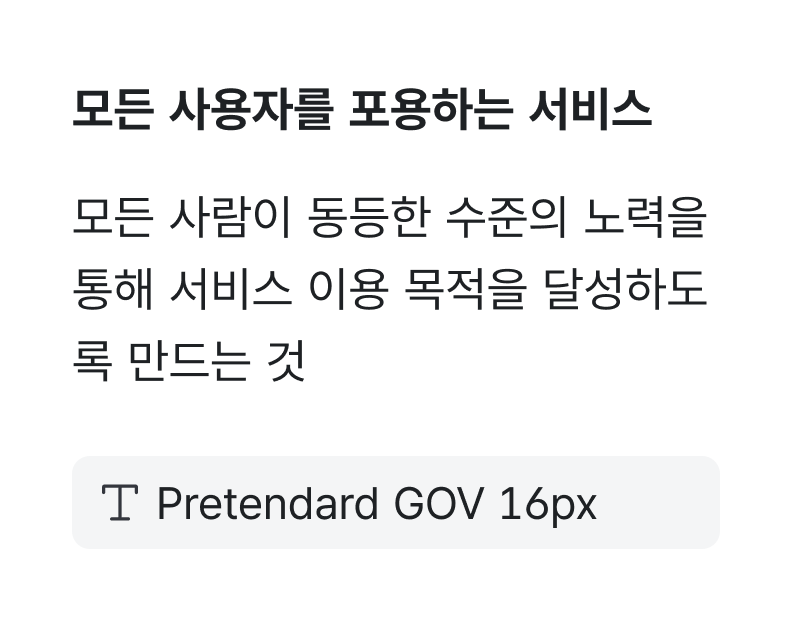 모든 사용자를 포용하는 서비스
모든 사람이 동등한 수준의 노력을
통해 서비스 이용 목적을 달성하도
록 만드는 것
Pretendard GOV 16px